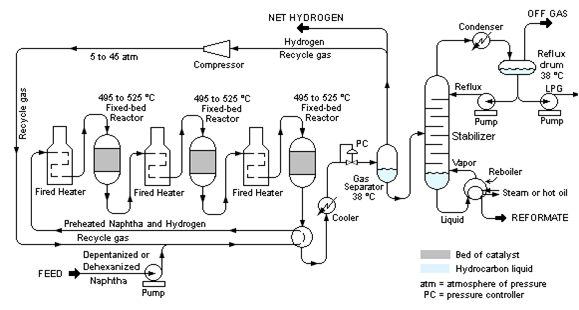 NET HYDROGEN
OFF GAS
Condenser
Hydrogen
Recycle gas
5 to 45 atm
Compressor
Reflux
drum
38 °C
Recycle gas
495 to 525 °C
Fixed-bed
Reactor
495 to 525 °C
Fixed-bed
Reactor
495 to 525 °C
Fixed-bed
Reactor
Reflux
LPG
Pump
Pump
PC
Stabilizer
Fired Heater
Fired Heater
Fired Heater
Gas
Separator
38 °C
Vapor
Reboiler
Steam or hot oil
Cooler
Liquid
REFORMATE
Preheated Naphtha and Hydrogen
Recycle gas
Depentanized or
Dehexanized
FEED
Naphtha
Pump
Bed of catalyst
Hydrocarbon liquid
atm = atmosphere of pressure
PC = pressure controller